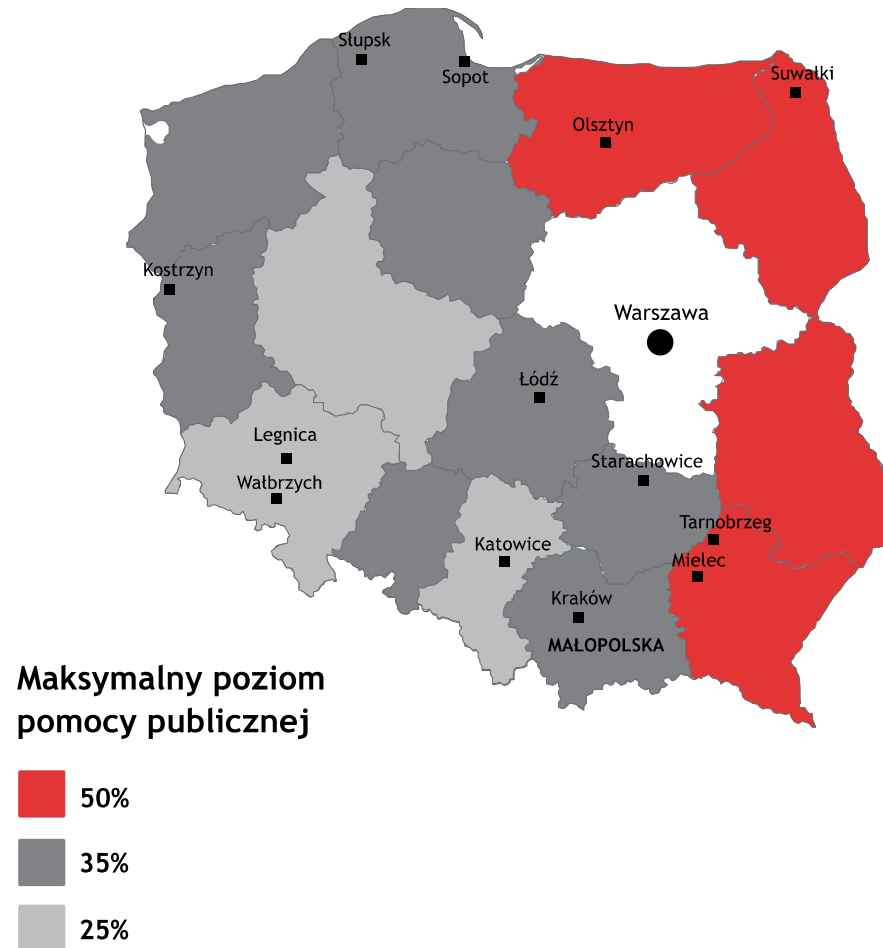 Słupsk
Sopot
Suwałki
Olsztyn
Kostrzyn
Warszawa
Łódź
Legnica
Wałbrzych
Starachowice
Tarnobrzeg
Katowice
Mielec
Kraków
MAŁOPOLSKA
Maksymalny poziom
pomocy publicznej
50%
35%
25%